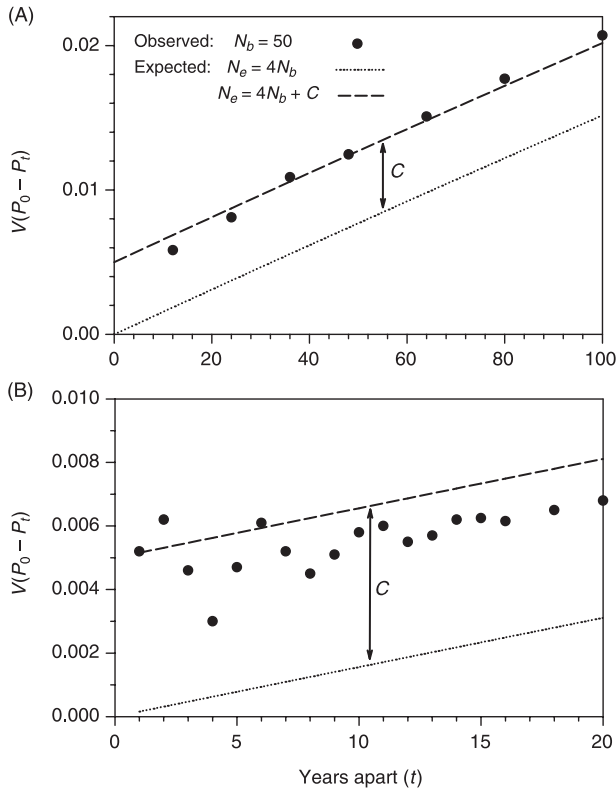 (A)
Observed: N_b = 50
Expected: N_e = 4N_b
N_e = 4N_b + C
C
V(P_0 – P_t)
0.02
0.01
0.00
0 20 40 60 80 100
(B)
0.010
0.008
0.006
0.004
0.002
0.000
C
V(P_0 – P_t)
0 5 10 15 20
Years apart (t)